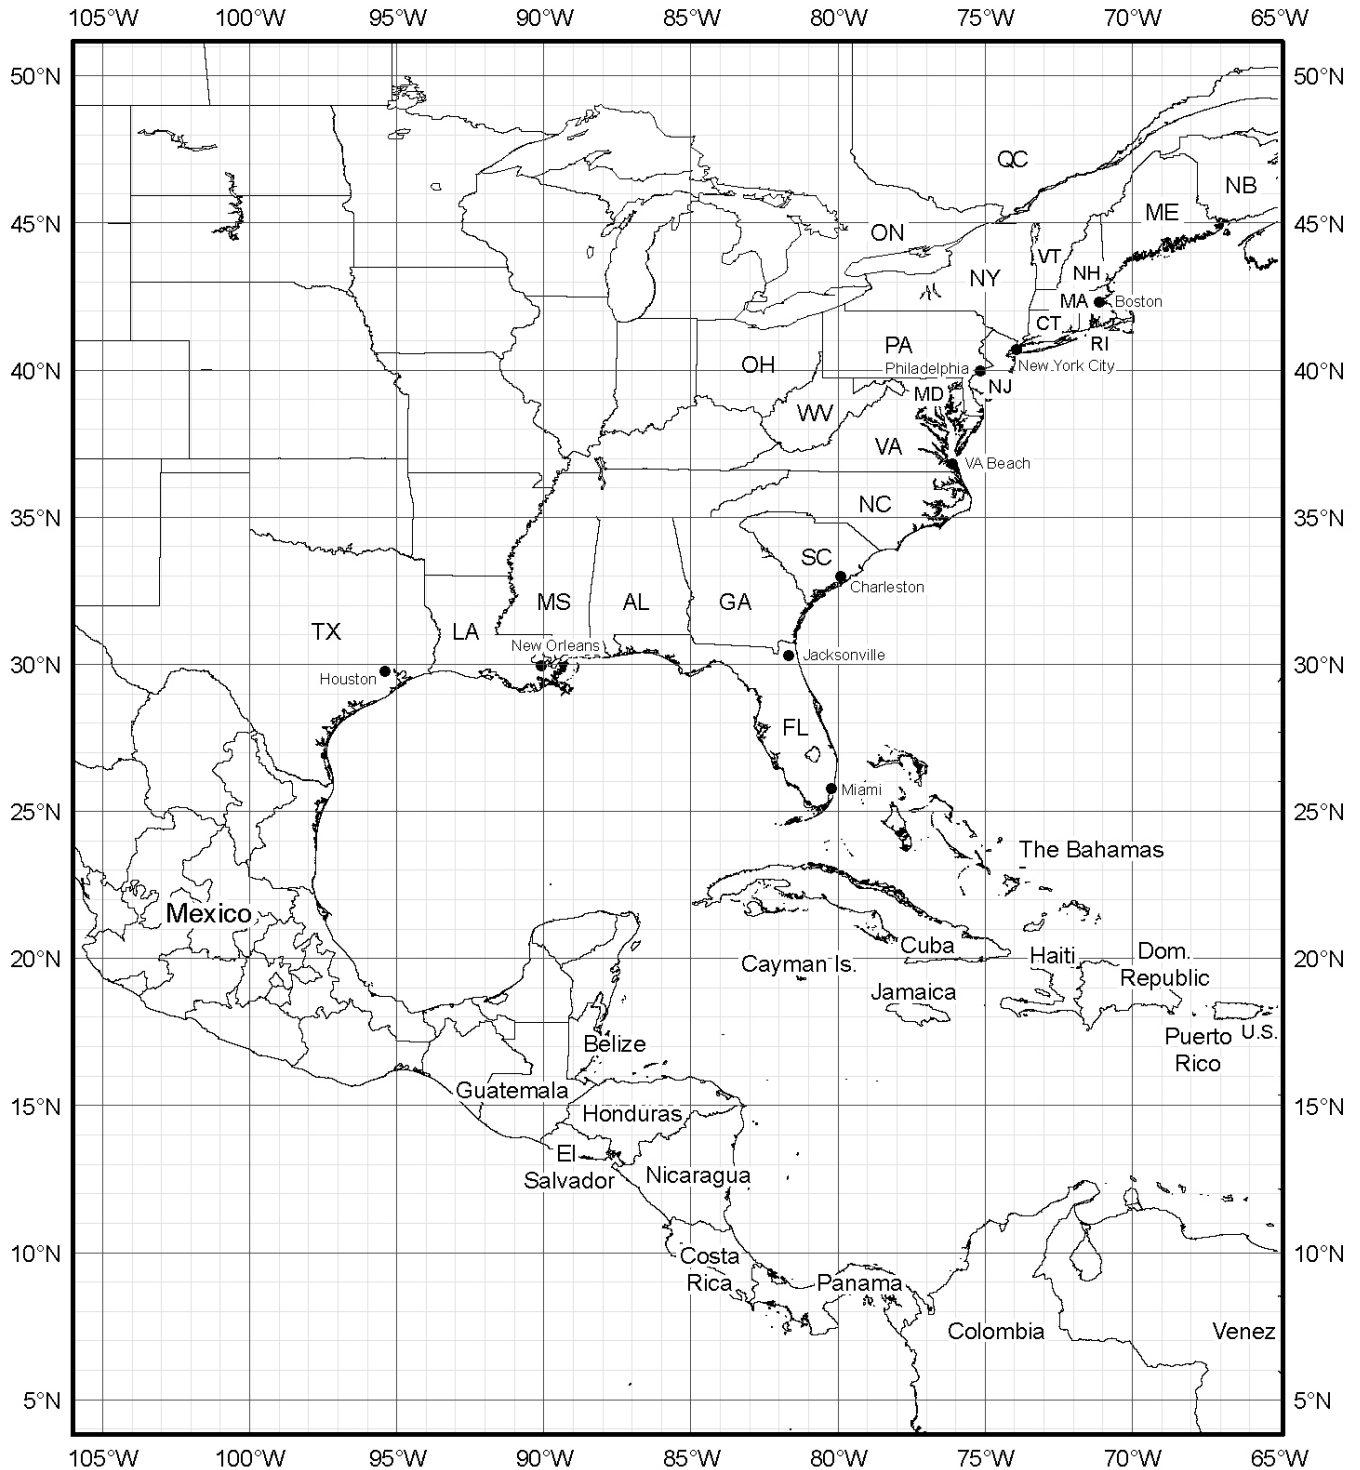 105°W 100°W 95°W 90°W 85°W 80°W 75°W 70°W 65°W
50°N 50°N
QC
NB
ME
45°N 45°N
ON
VT
NH
NY
MA Boston
CT
RI
PA
OH
New York City
Philadelphia
40°N 40°N
NJ
MD
WV
VA
VA Beach
NC
35°N 35°N
SC
Charleston
MS AL GA
TX LA
New Orleans
Jacksonville
30°N 30°N
Houston
FL
Miami
25°N 25°N
The Bahamas
Mexico
Cuba
Haiti
Dom.
Republic
20°N 20°N
Cayman Is.
Jamaica
U.S.
Puerto
Rico
Belize
Guatemala
15°N 15°N
Honduras
El
Salvador
Nicaragua
10°N 10°N
Costa
Rica
Panama
Colombia
Venez
5°N 5°N
105°W 100°W 95°W 90°W 85°W 80°W 75°W 70°W 65°W